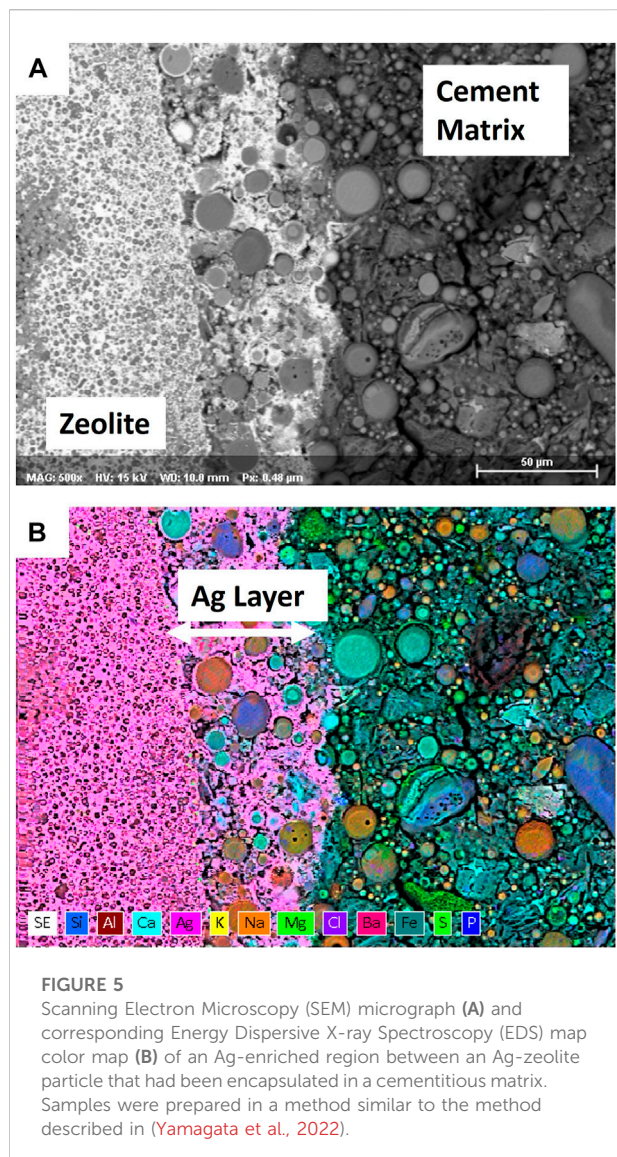 A
Cement
Matrix
Zeolite
MAG: 500x HV: 15 kV WD: 10.0 mm Px: 0.48 µm
50 µm
B
Ag Layer
SE Si Al Ca Ag K Na Mg Cl Ba Fe S P
FIGURE 5
Scanning Electron Microscopy (SEM) micrograph (A) and
corresponding Energy Dispersive X-ray Spectroscopy (EDS) map
color map (B) of an Ag-enriched region between an Ag-zeolite
particle that had been encapsulated in a cementitious matrix.
Samples were prepared in a method similar to the method
described in (Yamagata et al., 2022).